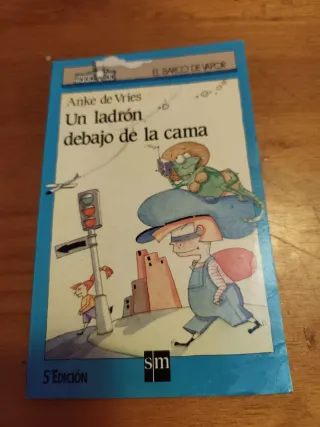 EL BARCO DE VAPOR
Anke de Vries
Un ladrón
debajo de la cama
5ª EDICIÓN
sm